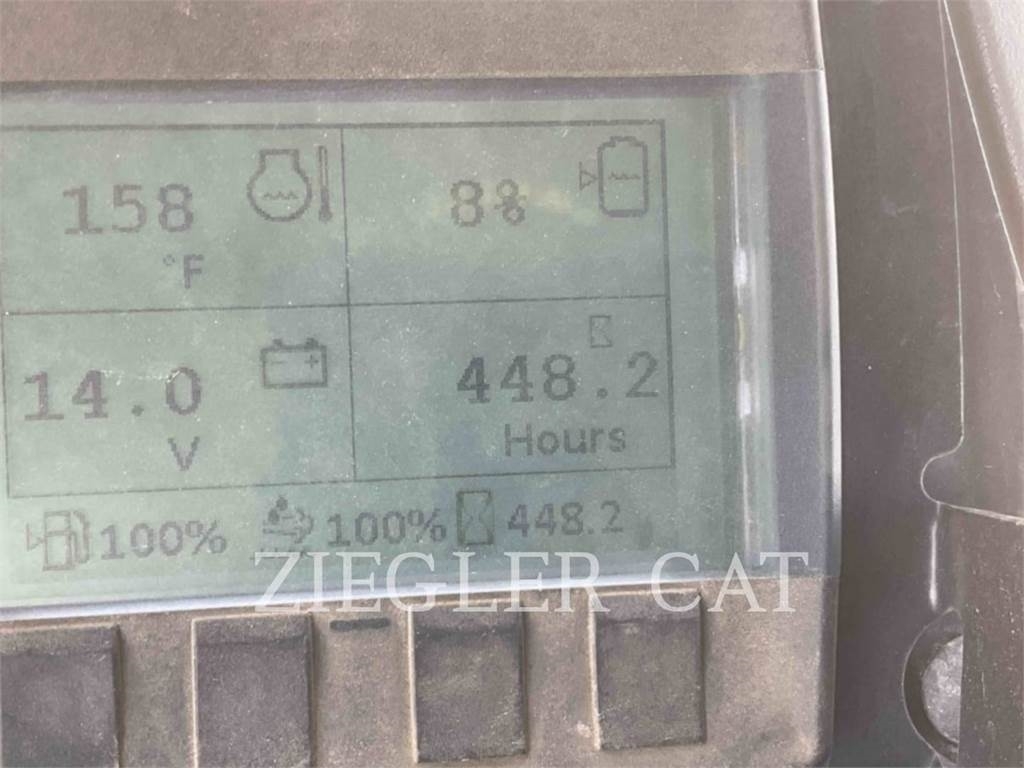 158 8%
°F
14.0 448.2
V Hours
100% 100% 448.2
ZIEGLER CAT